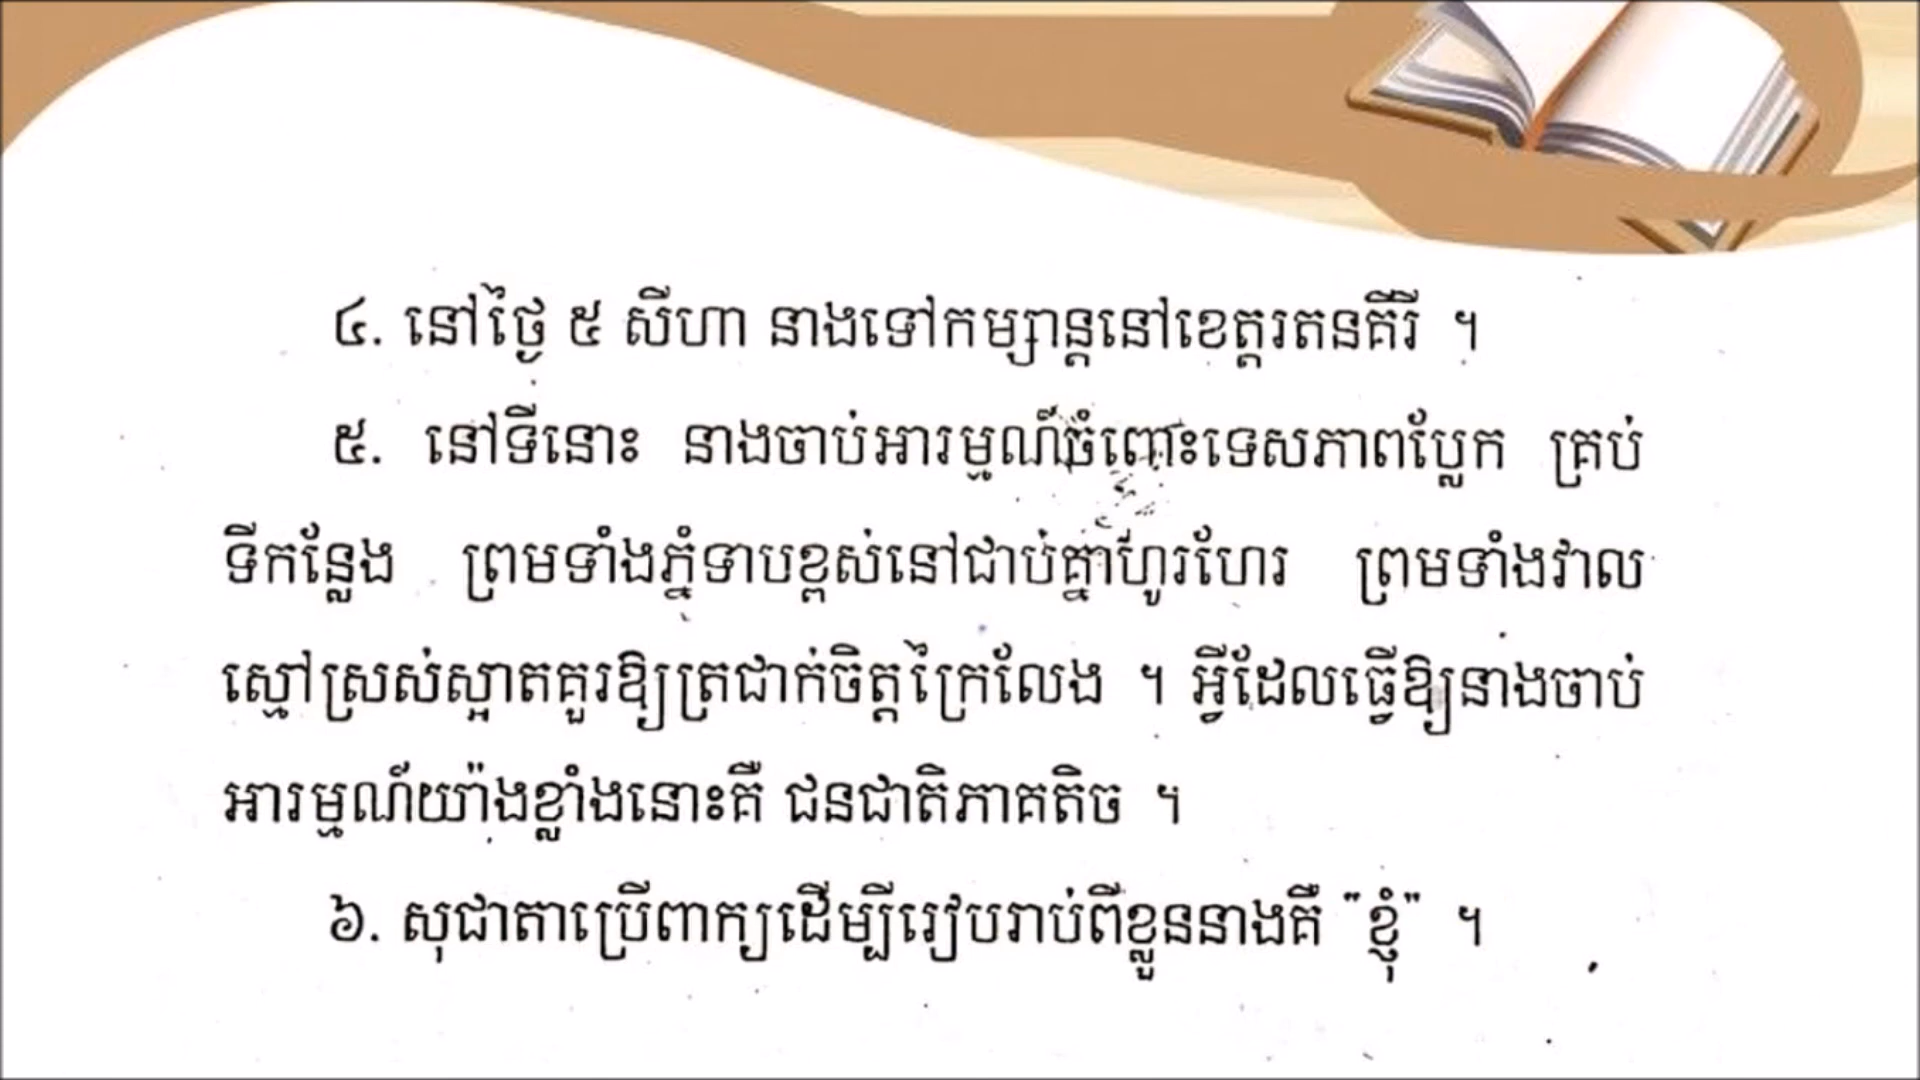 ៤. នៅថ្ងៃ ៥ សីហា នាងទៅកម្សាន្តនៅខេត្តរតនគីរី ។
៥. នៅទីនោះ នាងចាប់អារម្មណ៍ចំពោះទេសភាពប្លែក គ្រប់
ទីកន្លែង ព្រមទាំងភ្នំទាបខ្ពស់នៅជាប់គ្នាហូរហែរ ព្រមទាំងវាល
ស្មៅស្រស់ស្អាតគួរឱ្យត្រជាក់ចិត្តក្រៃលែង ។ អ្វីដែលធ្វើឱ្យនាងចាប់
អារម្មណ៍យ៉ាងខ្លាំងនោះគឺ ជនជាតិភាគតិច ។
៦. សុជាតាប្រើពាក្យដើម្បីរៀបរាប់ពីខ្លួននាងគឺ "ខ្ញុំ" ។